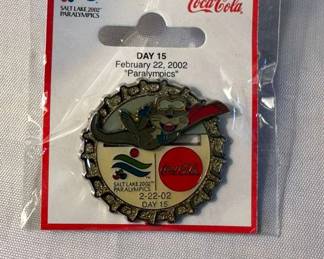 SALT LAKE 2002
PARALYMPICS
Coca-Cola
DAY 15
February 22, 2002
"Paralympics"
SALT LAKE 2002
PARALYMPICS
Coca-Cola
2-22-02
DAY 15